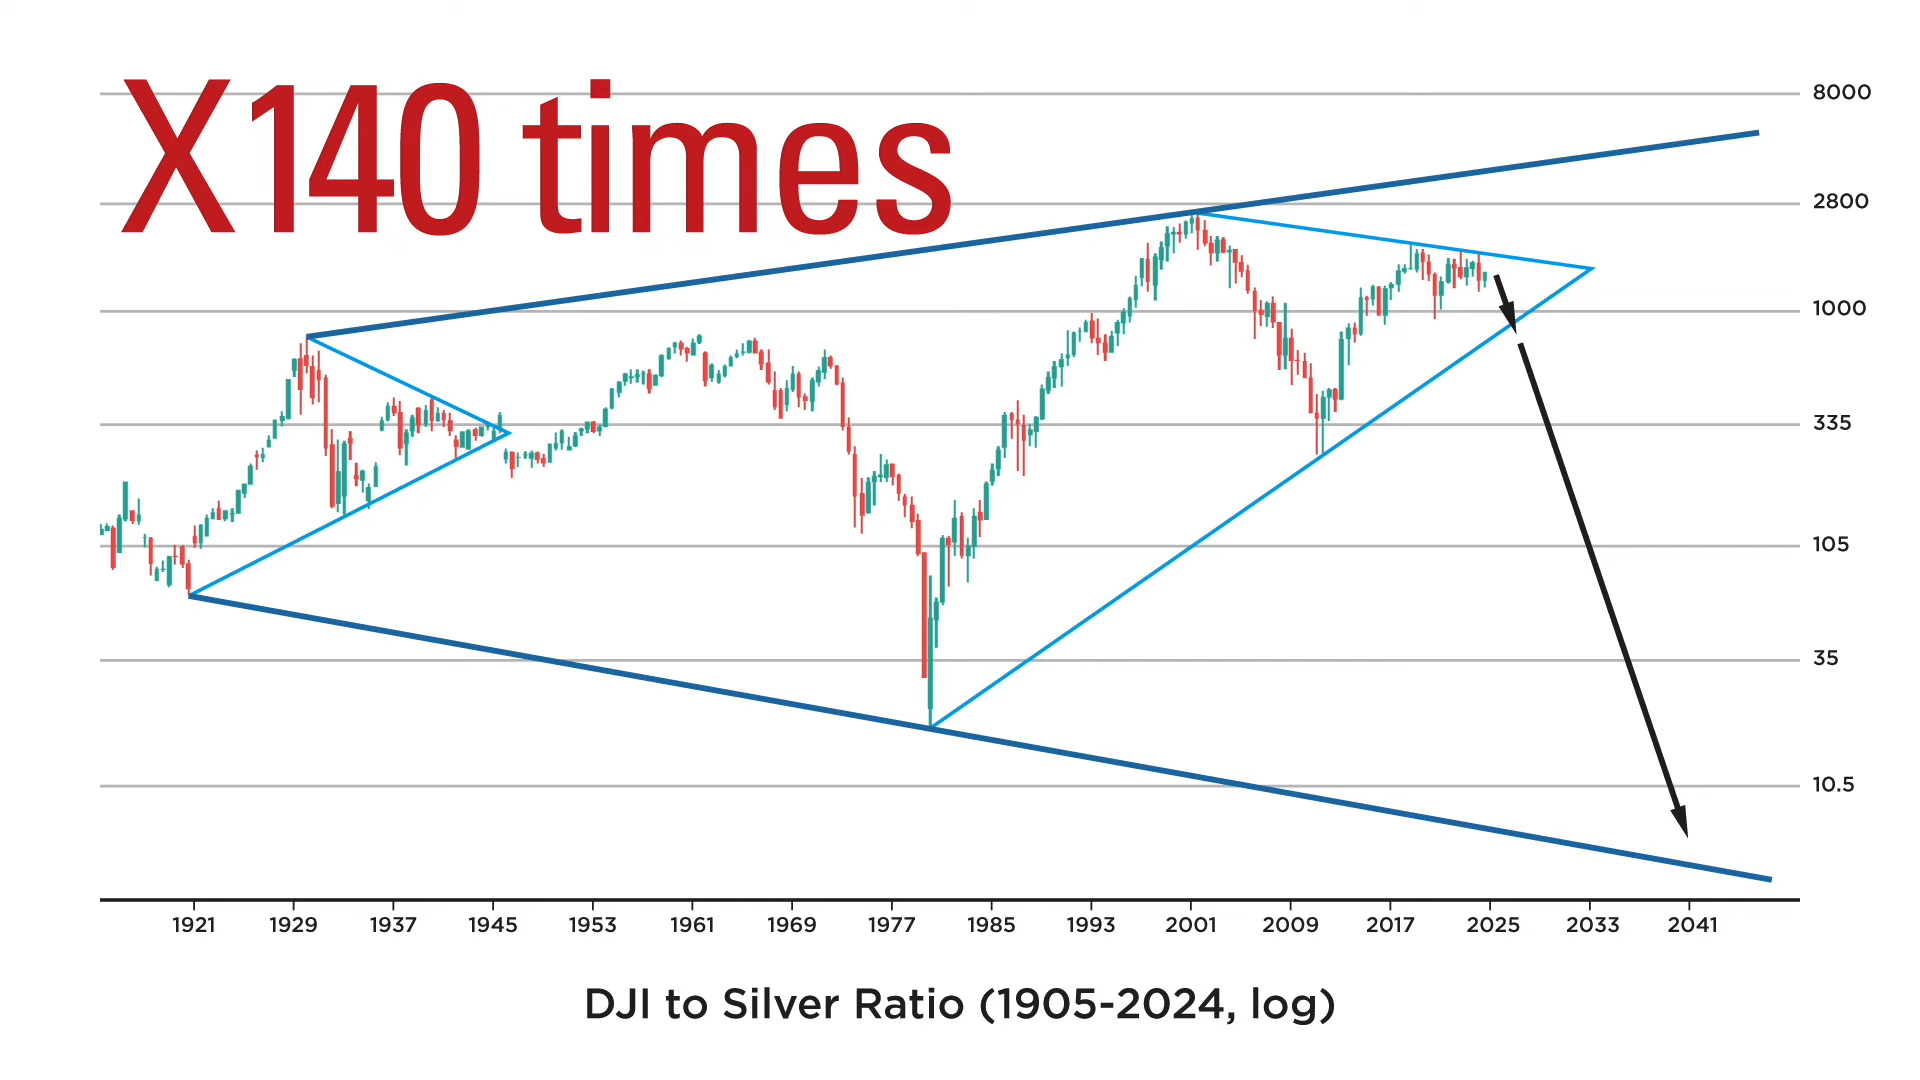 X140 times
8000
2800
1000
335
105
35
10.5
1921 1929 1937 1945 1953 1961 1969 1977 1985 1993 2001 2009 2017 2025 2033 2041
DJI to Silver Ratio (1905-2024, log)